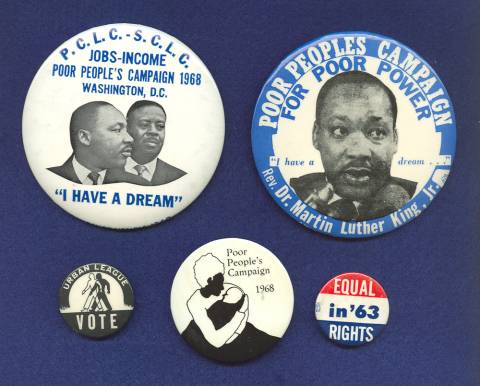 P.C.L.C. - S.C.L.C.
JOBS-INCOME
POOR PEOPLE'S CAMPAIGN 1968
WASHINGTON, D.C.
"I HAVE A DREAM"
POOR PEOPLES CAMPAIGN
FOR POOR POWER
"I have a dream . . ."
Rev. Dr. Martin Luther King, Jr.
URBAN LEAGUE
VOTE
Poor
People's
Campaign
1968
EQUAL
in '63
RIGHTS